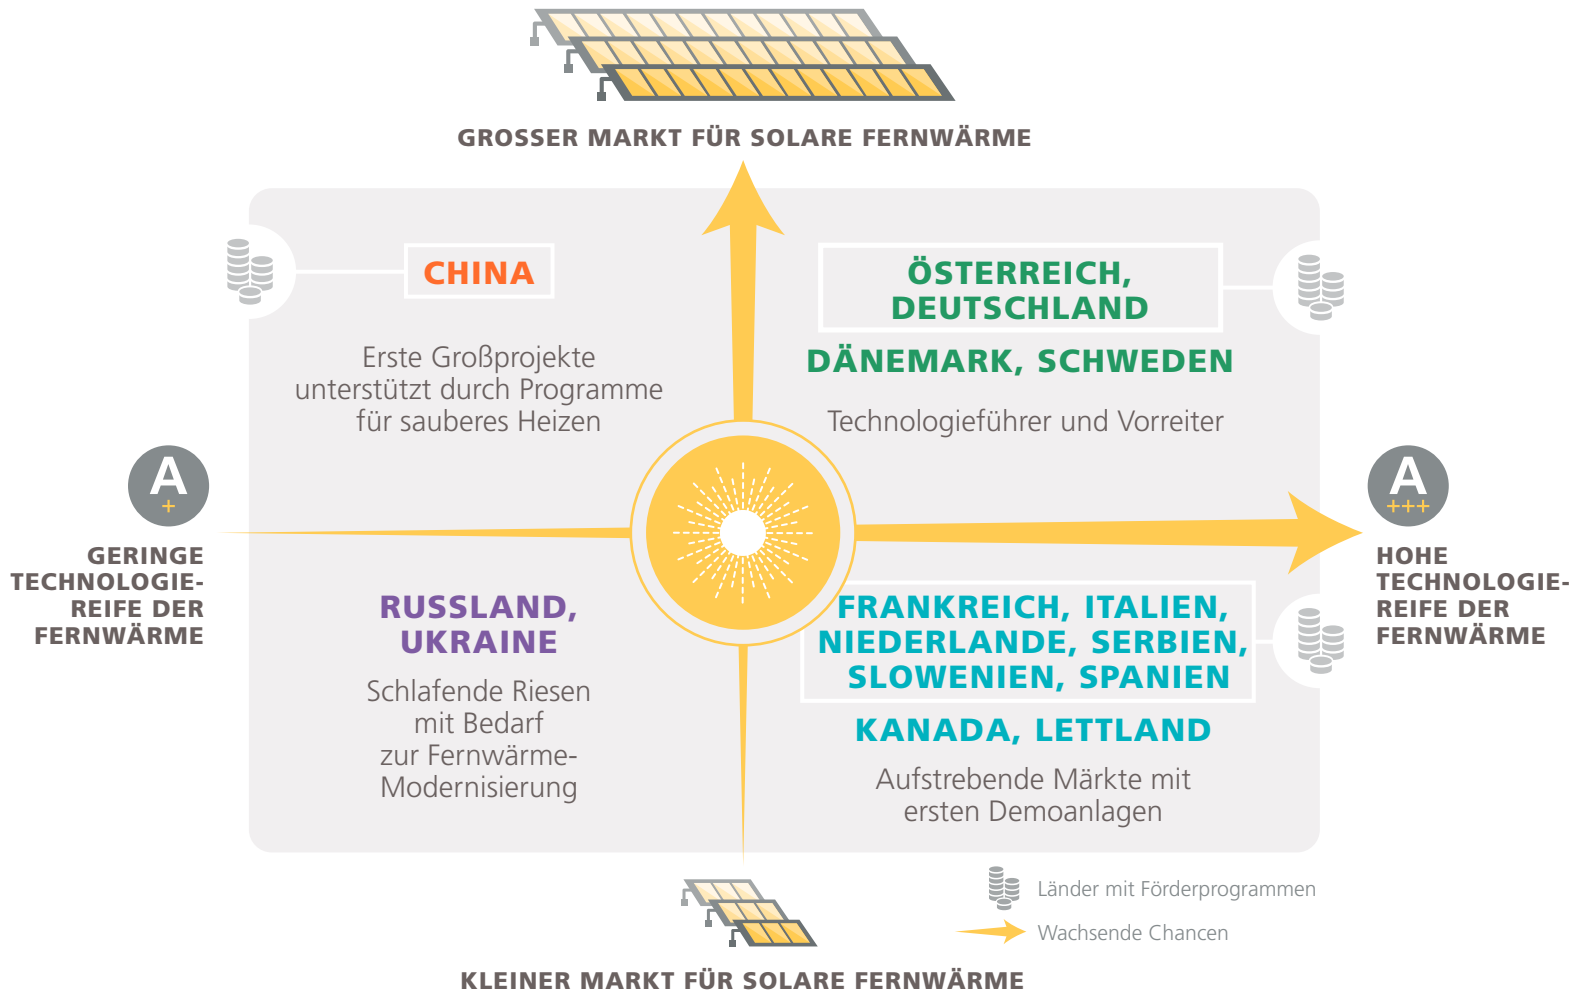 GROSSER MARKT FÜR SOLARE FERNWÄRME
CHINA
Erste Großprojekte
unterstützt durch Programme
für sauberes Heizen
ÖSTERREICH,
DEUTSCHLAND
DÄNEMARK, SCHWEDEN
Technologieführer und Vorreiter
A
+
GERINGE
TECHNOLOGIE-
REIFE DER
FERNWÄRME
A
+++
HOHE
TECHNOLOGIE-
REIFE DER
FERNWÄRME
RUSSLAND,
UKRAINE
Schlafende Riesen
mit Bedarf
zur Fernwärme-
Modernisierung
FRANKREICH, ITALIEN,
NIEDERLANDE, SERBIEN,
SLOWENIEN, SPANIEN
KANADA, LETTLAND
Aufstrebende Märkte mit
ersten Demoanlagen
Länder mit Förderprogrammen
Wachsende Chancen
KLEINER MARKT FÜR SOLARE FERNWÄRME